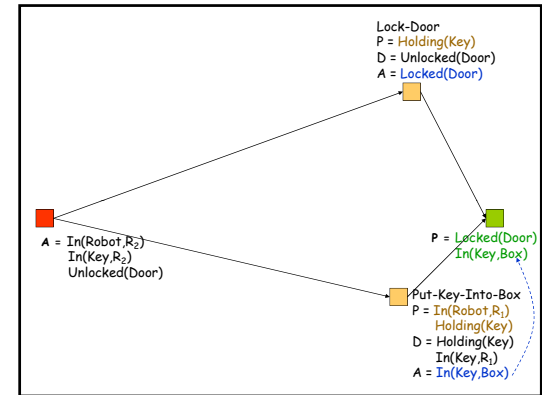 Lock-Door
P = Holding(Key)
D = Unlocked(Door)
A = Locked(Door)
A = In(Robot,R₂)
In(Key,R₂)
Unlocked(Door)
P = Locked(Door)
In(Key,Box)
Put-Key-Into-Box
P = In(Robot,R₁)
Holding(Key)
D = Holding(Key)
In(Key,R₁)
A = In(Key,Box)